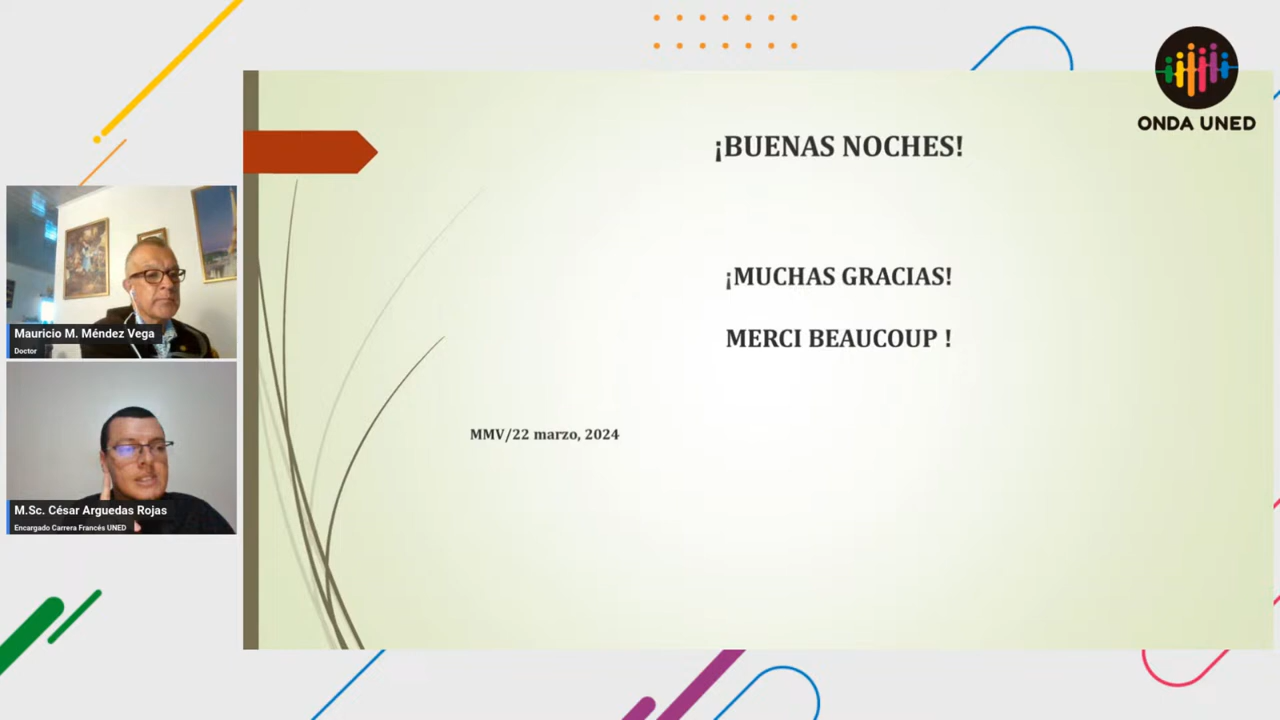 ONDA UNED
¡BUENAS NOCHES!
¡MUCHAS GRACIAS!
MERCI BEAUCOUP !
MMV/22 marzo, 2024
Mauricio M. Méndez Vega
Doctor
M.Sc. César Arguedas Rojas
Encargado Carrera Francés UNED